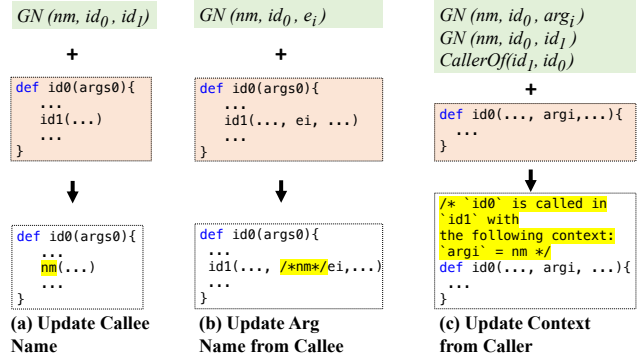 GN (nm, id0, id1)
+
def id0(args0){
...
id1(...)
...
}
def id0(args0){
...
nm(...)
...
}
(a) Update Callee
Name
GN (nm, id0, ei)
+
def id0(args0){
...
id1(..., ei, ...)
...
}
def id0(args0){
...
id1(..., /*nm*/ei,...)
...
}
(b) Update Arg
Name from Callee
GN (nm, id0, argi)
GN (nm, id0, id1)
CallerOf(id1, id0)
+
def id0(..., argi,...){
...
}
/* `id0` is called in
`id1` with
the following context:
`argi` = nm */
def id0(..., argi, ...){
...
}
(c) Update Context
from Caller